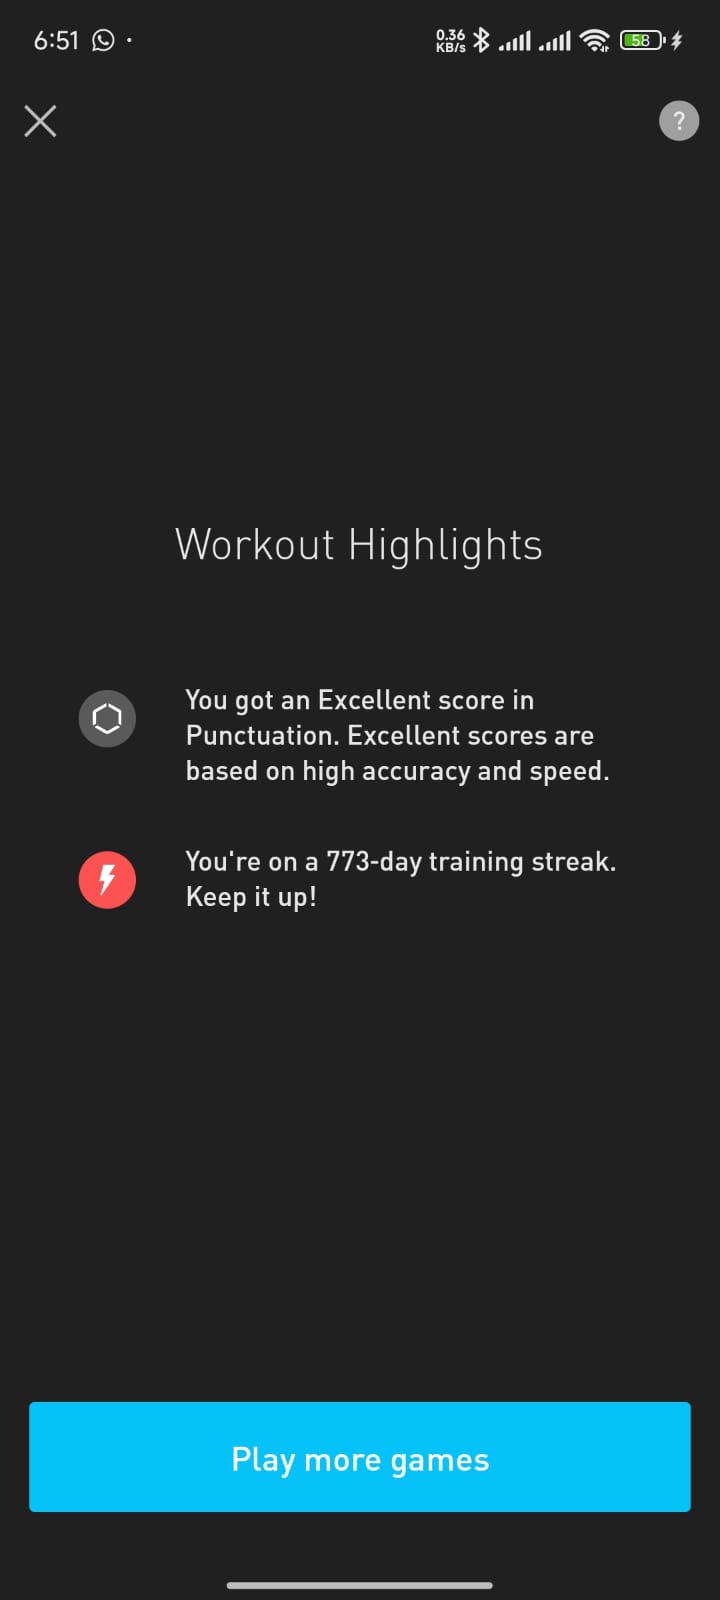 6:51
0.36
KB/s
58
?
Workout Highlights
You got an Excellent score in
Punctuation. Excellent scores are
based on high accuracy and speed.
You're on a 773-day training streak.
Keep it up!
Play more games